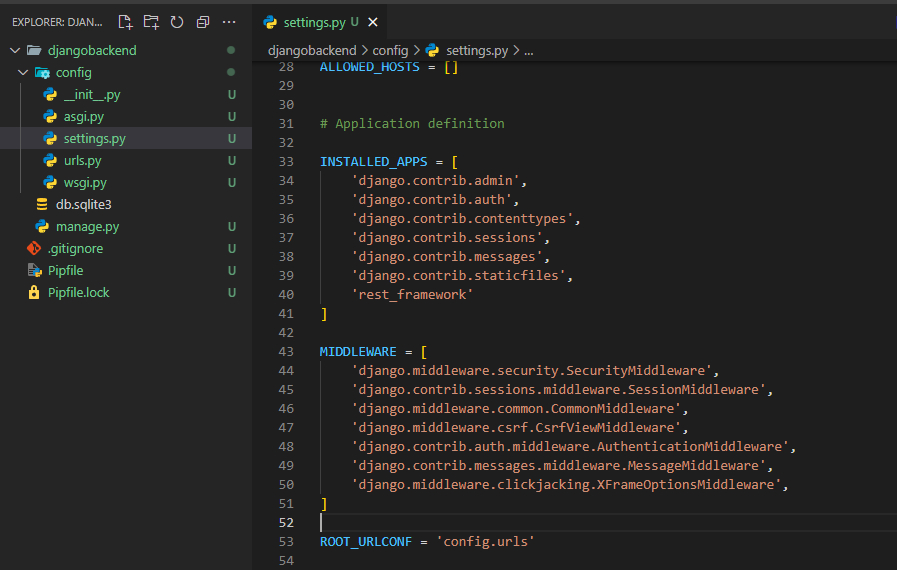 EXPLORER: DJAN...
djangobackend
config
__init__.py U
asgi.py U
settings.py U
urls.py U
wsgi.py U
db.sqlite3
manage.py U
.gitignore U
Pipfile U
Pipfile.lock U
settings.py U
djangobackend > config > settings.py > ...
28 ALLOWED_HOSTS = []
29
30
31 # Application definition
32
33 INSTALLED_APPS = [
34 'django.contrib.admin',
35 'django.contrib.auth',
36 'django.contrib.contenttypes',
37 'django.contrib.sessions',
38 'django.contrib.messages',
39 'django.contrib.staticfiles',
40 'rest_framework'
41 ]
42
43 MIDDLEWARE = [
44 'django.middleware.security.SecurityMiddleware',
45 'django.contrib.sessions.middleware.SessionMiddleware',
46 'django.middleware.common.CommonMiddleware',
47 'django.middleware.csrf.CsrfViewMiddleware',
48 'django.contrib.auth.middleware.AuthenticationMiddleware',
49 'django.contrib.messages.middleware.MessageMiddleware',
50 'django.middleware.clickjacking.XFrameOptionsMiddleware',
51 ]
52
53 ROOT_URLCONF = 'config.urls'
54